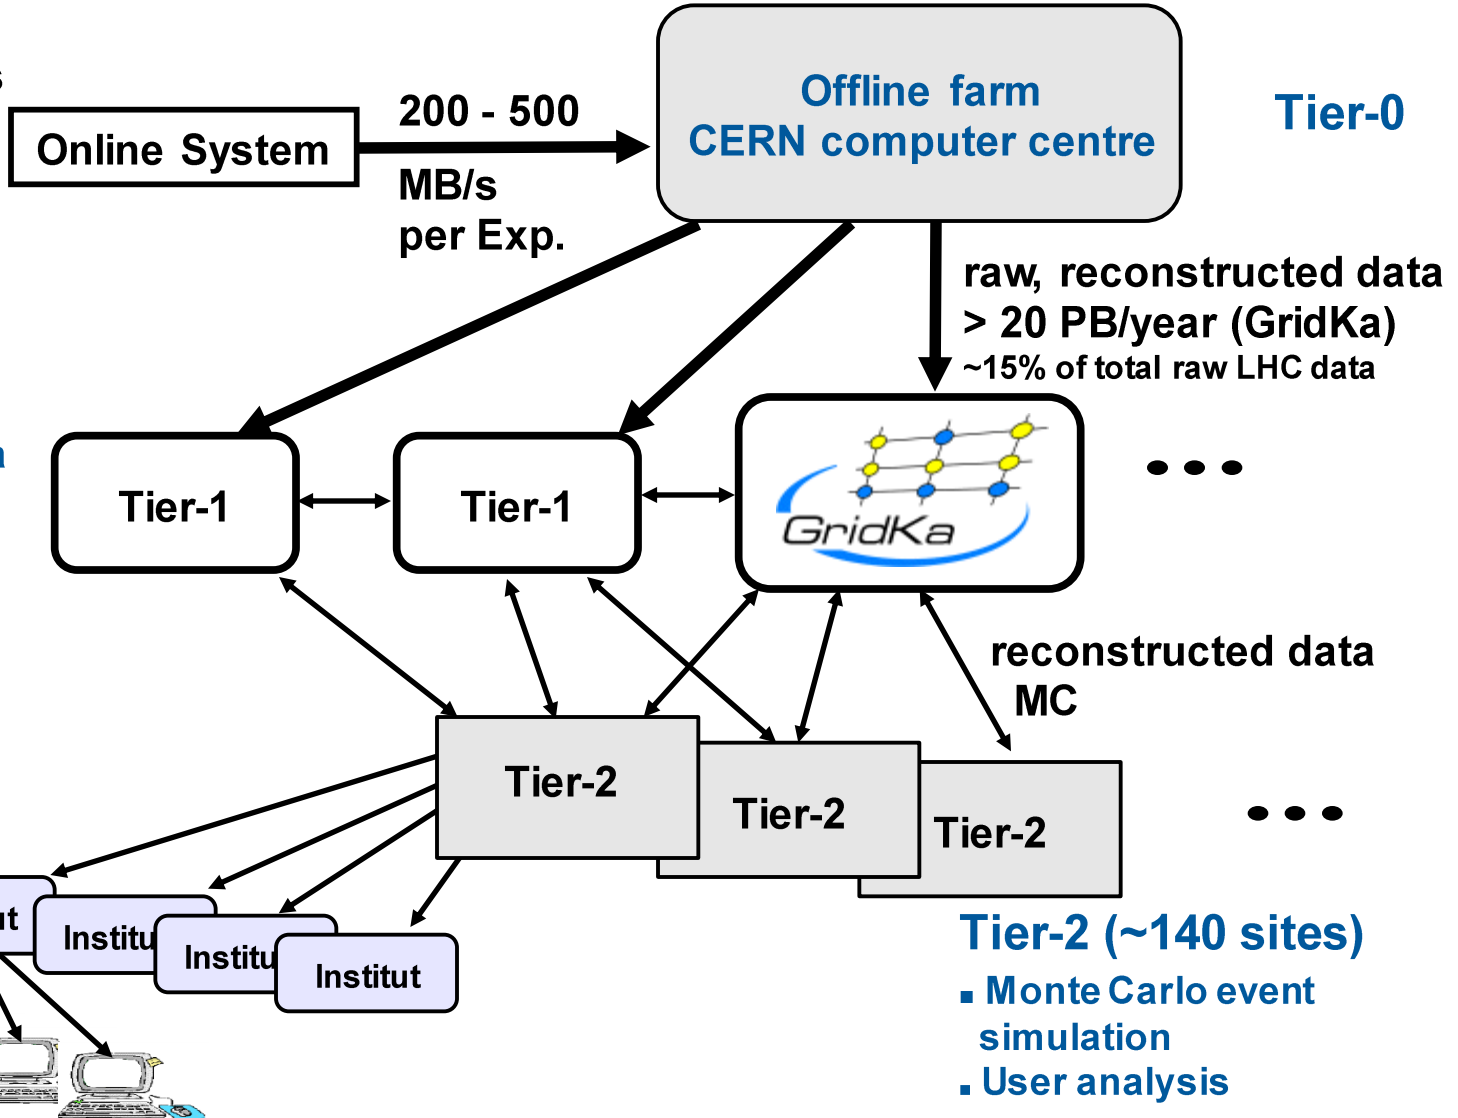 Offline farm
CERN computer centre
Tier-0
Online System
200 - 500
MB/s
per Exp.
raw, reconstructed data
> 20 PB/year (GridKa)
~15% of total raw LHC data
Tier-1
Tier-1
GridKa
reconstructed data
MC
Tier-2
Tier-2
Tier-2
Institu
Institu
Institut
Tier-2 (~140 sites)
Monte Carlo event
simulation
User analysis